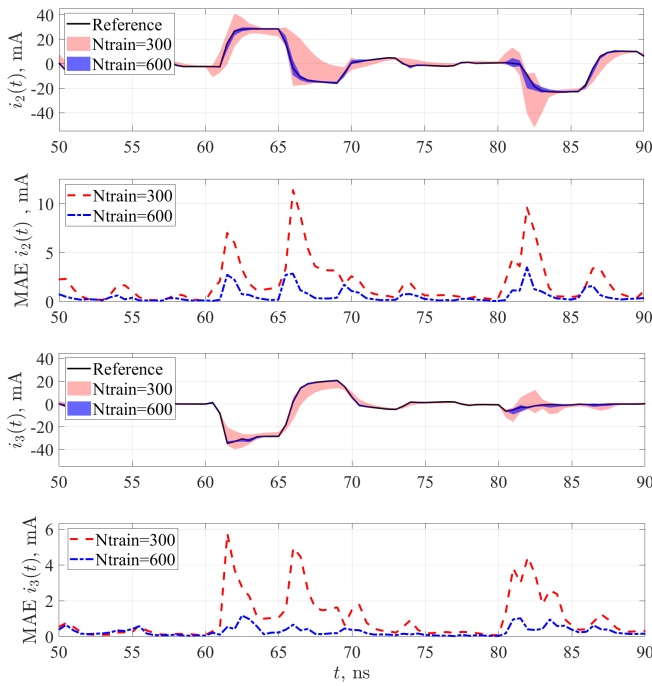 40
20
0
-20
-40
i₂(t), mA
Reference
Ntrain=300
Ntrain=600
50 55 60 65 70 75 80 85 90
10
5
0
MAE i₂(t) , mA
Ntrain=300
Ntrain=600
50 55 60 65 70 75 80 85 90
40
20
0
-20
-40
i₃(t), mA
Reference
Ntrain=300
Ntrain=600
50 55 60 65 70 75 80 85 90
6
4
2
0
MAE i₃(t), mA
Ntrain=300
Ntrain=600
50 55 60 65 70 75 80 85 90
t, ns